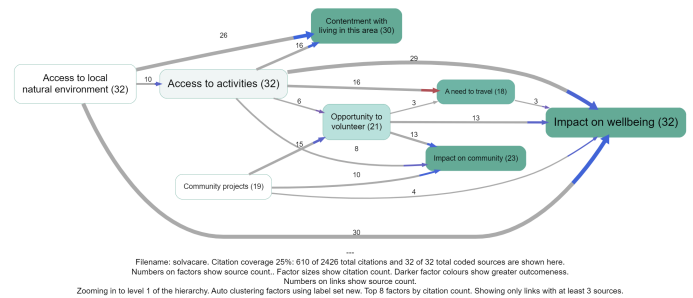 Contentment with
living in this area (30)
26
16
29
Access to local
natural environment (32)
10
Access to activities (32)
16
A need to travel (18)
6
3
3
Opportunity to
volunteer (21)
13
Impact on wellbeing (32)
15
13
8
Impact on community (23)
Community projects (19)
10
4
30
---
Filename: solvacare. Citation coverage 25%: 610 of 2426 total citations and 32 of 32 total coded sources are shown here.
Numbers on factors show source count.. Factor sizes show citation count. Darker factor colours show greater outcomeness.
Numbers on links show source count.
Zooming in to level 1 of the hierarchy. Auto clustering factors using label set new. Top 8 factors by citation count. Showing only links with at least 3 sources.